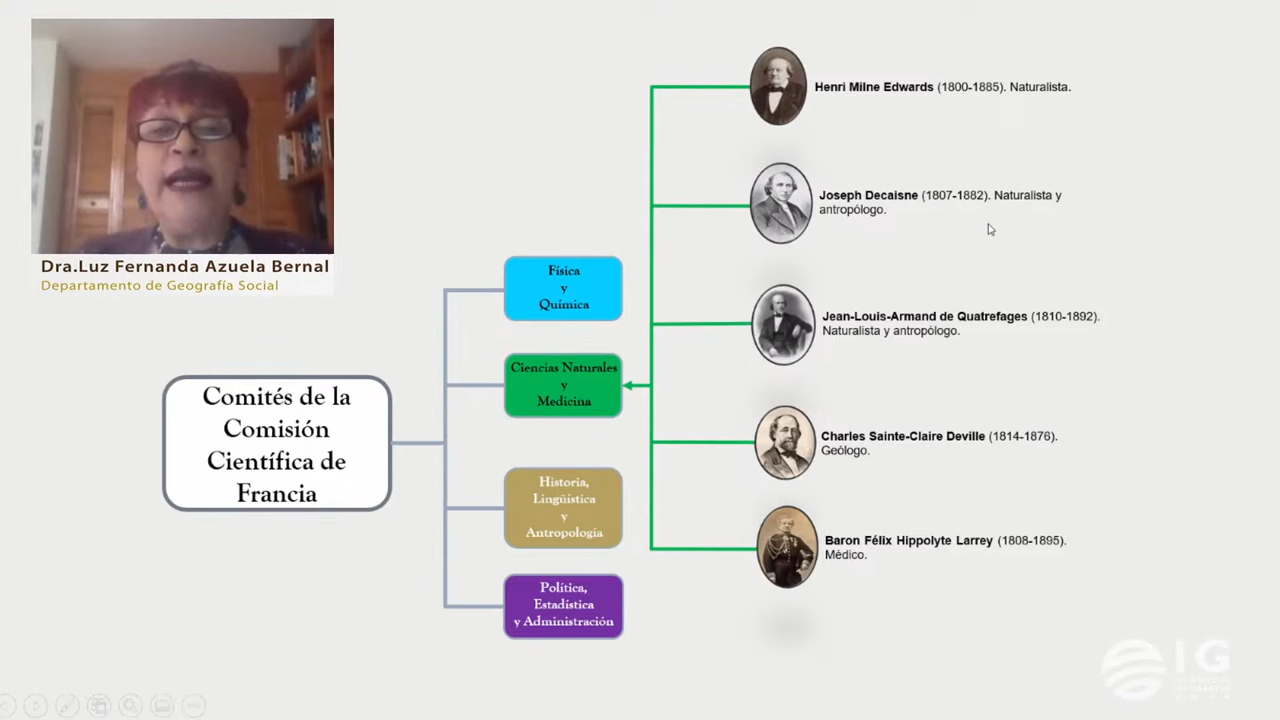 Dra.Luz Fernanda Azuela Bernal
Departamento de Geografía Social
Comités de la
Comisión
Científica de
Francia
Física
y
Química
Ciencias Naturales
y
Medicina
Historia,
Lingüística
y
Antropología
Política,
Estadística
y Administración
Henri Milne Edwards (1800-1885). Naturalista.
Joseph Decaisne (1807-1882). Naturalista y
antropólogo.
Jean-Louis-Armand de Quatrefages (1810-1892).
Naturalista y antropólogo.
Charles Sainte-Claire Deville (1814-1876).
Geólogo.
Baron Félix Hippolyte Larrey (1808-1895).
Médico.
IG